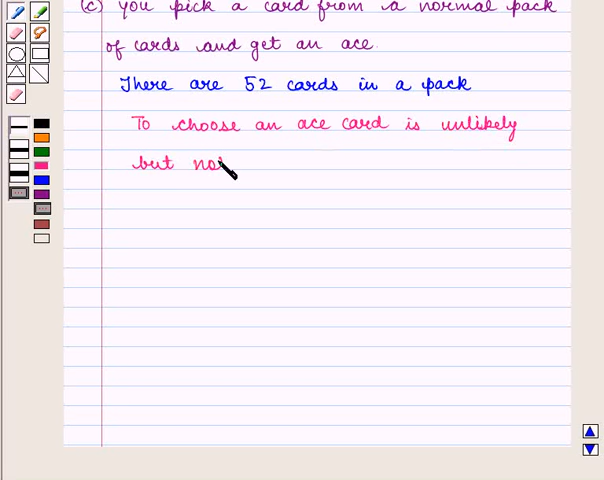 (c) you pick a card from a normal pack
of cards and get an ace.
There are 52 cards in a pack
To choose an ace card is unlikely
but no